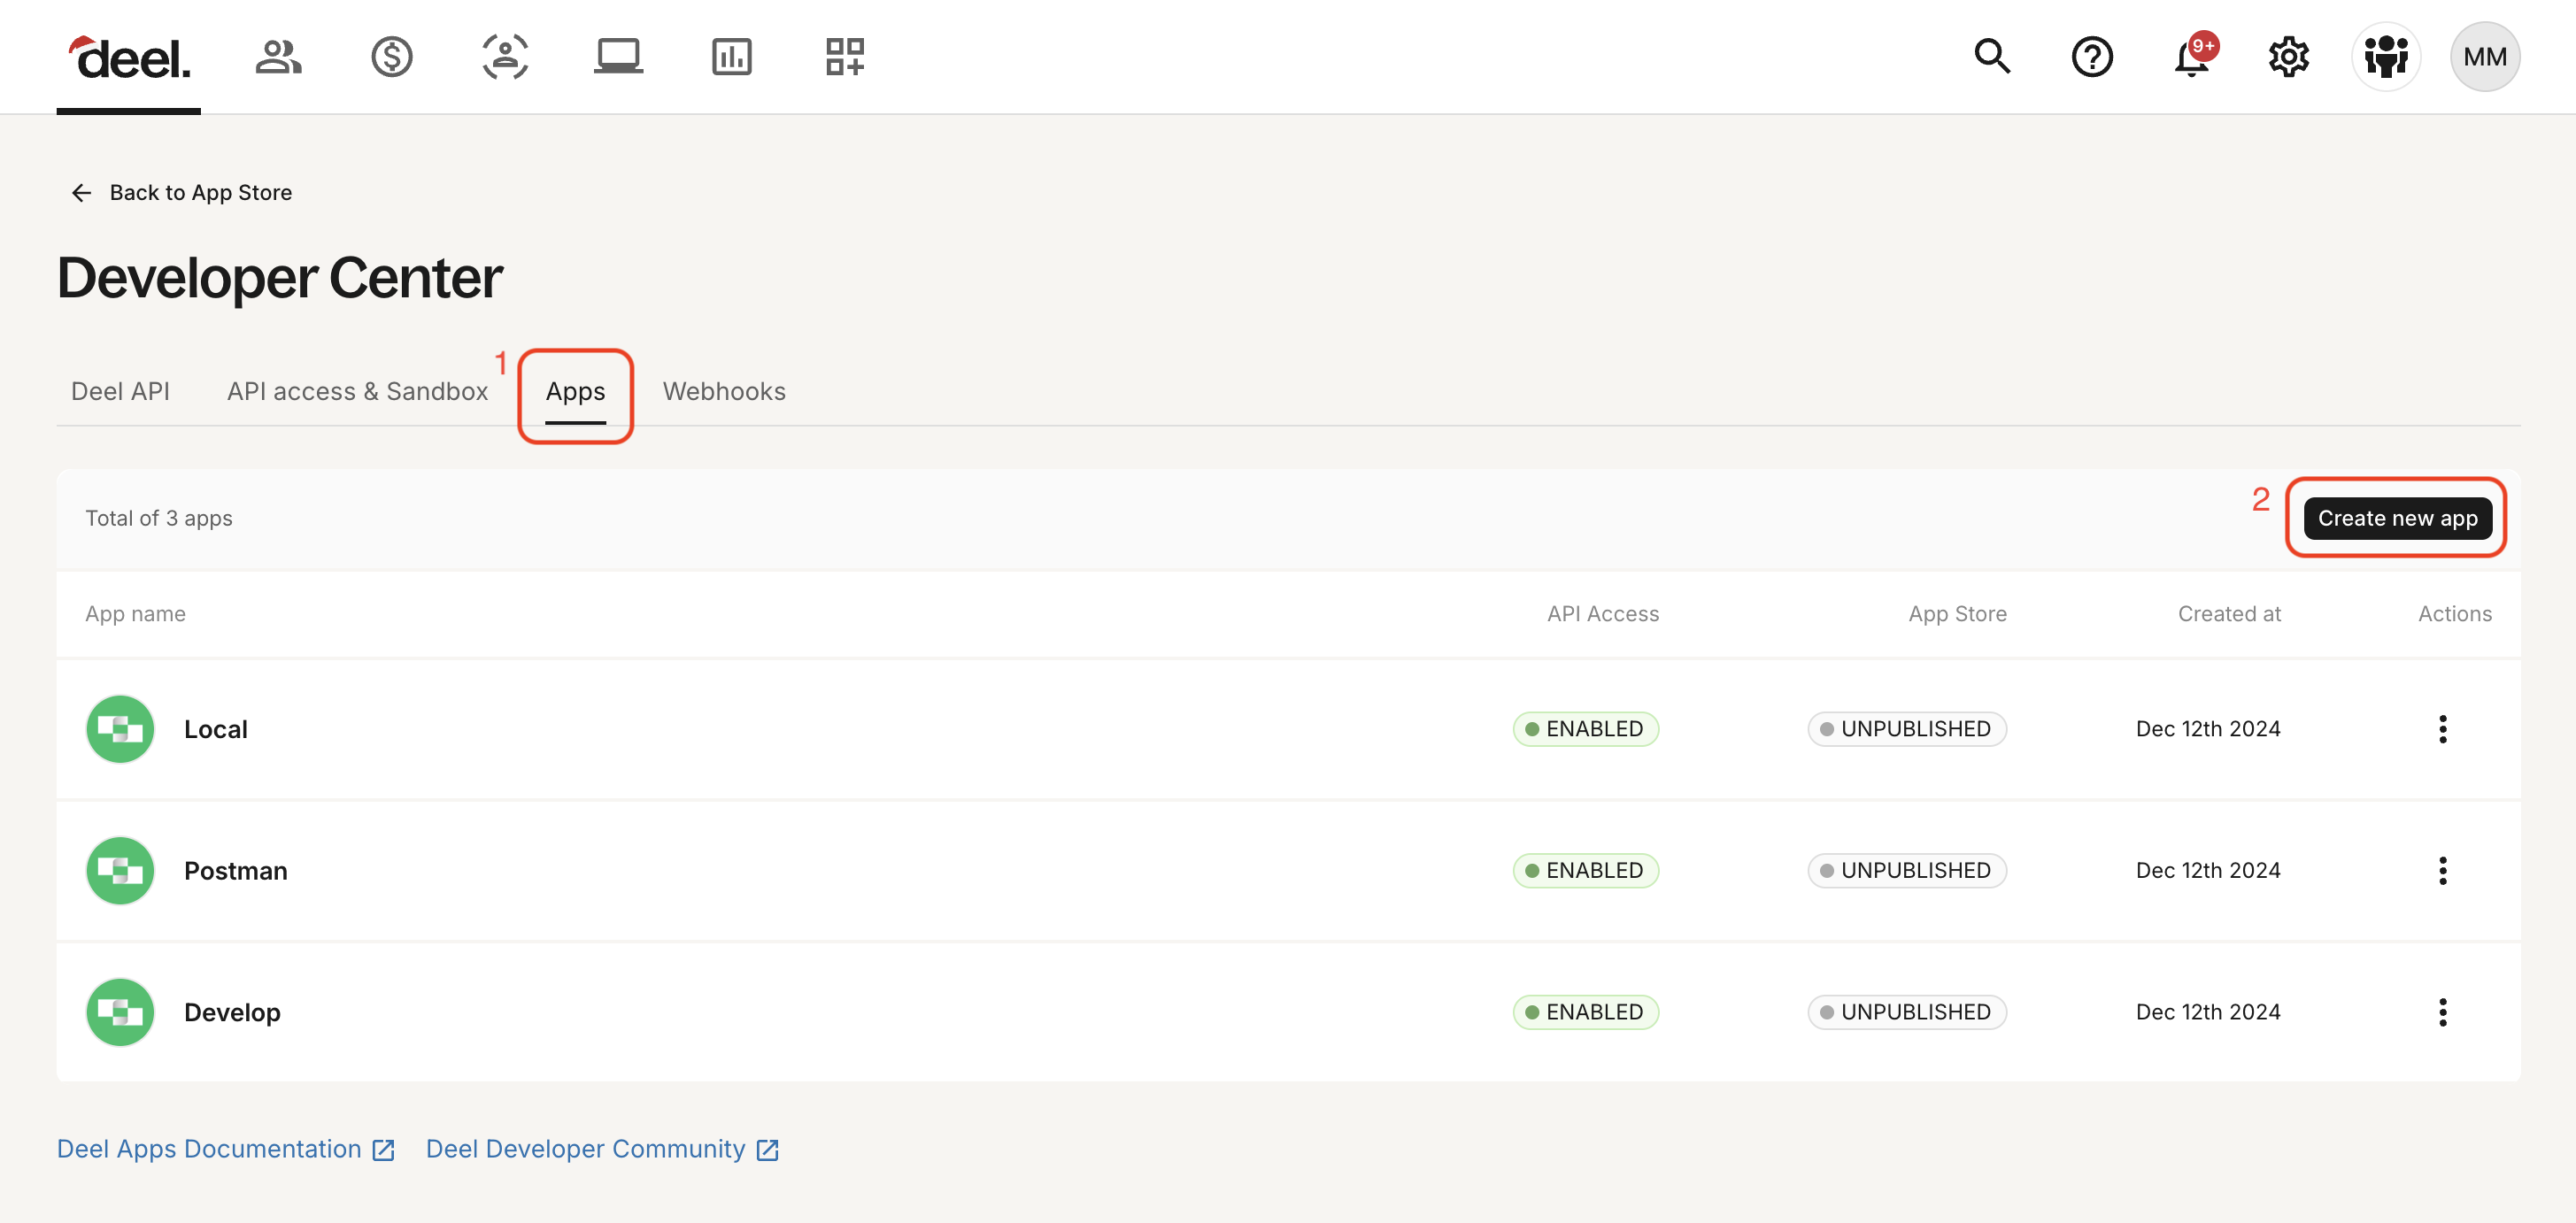 deel.
9+
MM
Back to App Store
Developer Center
Deel API
API access & Sandbox
1
Apps
Webhooks
Total of 3 apps
2
Create new app
App name
API Access
App Store
Created at
Actions
Local
ENABLED
UNPUBLISHED
Dec 12th 2024
Postman
ENABLED
UNPUBLISHED
Dec 12th 2024
Develop
ENABLED
UNPUBLISHED
Dec 12th 2024
Deel Apps Documentation
Deel Developer Community